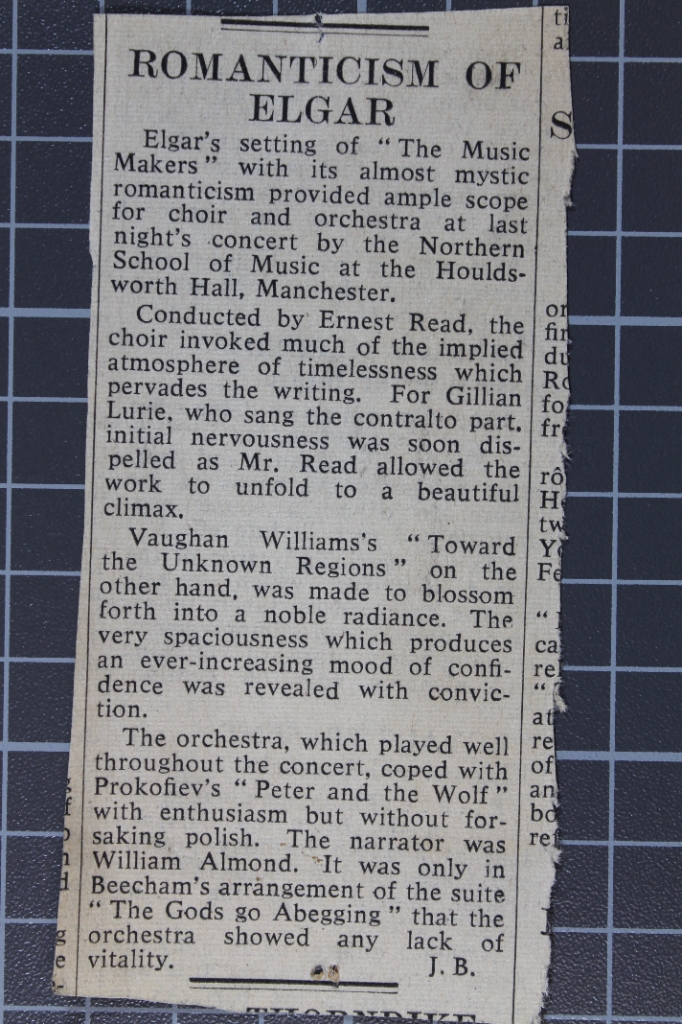 ROMANTICISM OF
ELGAR
Elgar's setting of "The Music
Makers" with its almost mystic
romanticism provided ample scope
for choir and orchestra at last
night's concert by the Northern
School of Music at the Houlds-
worth Hall, Manchester.
Conducted by Ernest Read, the
choir invoked much of the implied
atmosphere of timelessness which
pervades the writing. For Gillian
Lurie, who sang the contralto part,
initial nervousness was soon dis-
pelled as Mr. Read allowed the
work to unfold to a beautiful
climax.
Vaughan Williams's "Toward
the Unknown Regions" on the
other hand, was made to blossom
forth into a noble radiance. The
very spaciousness which produces
an ever-increasing mood of confi-
dence was revealed with convic-
tion.
The orchestra, which played well
throughout the concert, coped with
Prokofiev's "Peter and the Wolf"
with enthusiasm but without for-
saking polish. The narrator was
William Almond. It was only in
Beecham's arrangement of the suite
"The Gods go Abegging" that the
orchestra showed any lack of
vitality. J. B.